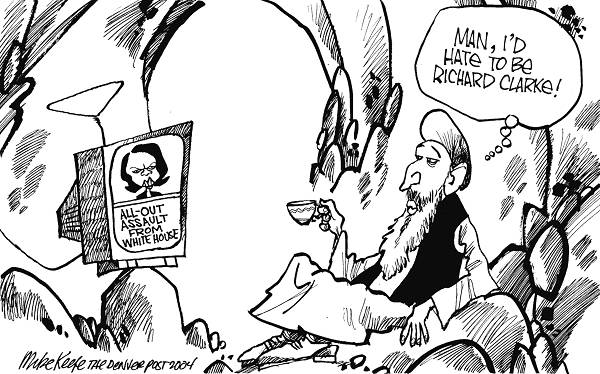 MAN, I'D
HATE TO BE
RICHARD CLARKE!
ALL-OUT
ASSAULT
FROM
WHITE HOUSE
Mike Keefe THE DENVER POST 2004